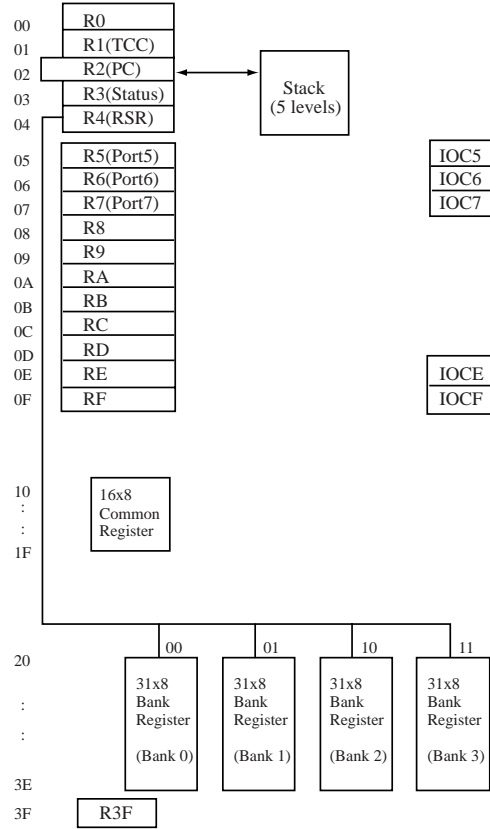 00 R0
01 R1(TCC)
02 R2(PC)
03 R3(Status)
04 R4(RSR)
Stack
(5 levels)
05 R5(Port5) IOC5
06 R6(Port6) IOC6
07 R7(Port7) IOC7
08 R8
09 R9
0A RA
0B RB
0C RC
0D RD
0E RE IOCE
0F RF IOCF
10
:
:
1F
16x8
Common
Register
00 01 10 11
20
:
:
3E
31x8
Bank
Register
(Bank 0)
31x8
Bank
Register
(Bank 1)
31x8
Bank
Register
(Bank 2)
31x8
Bank
Register
(Bank 3)
3F R3F